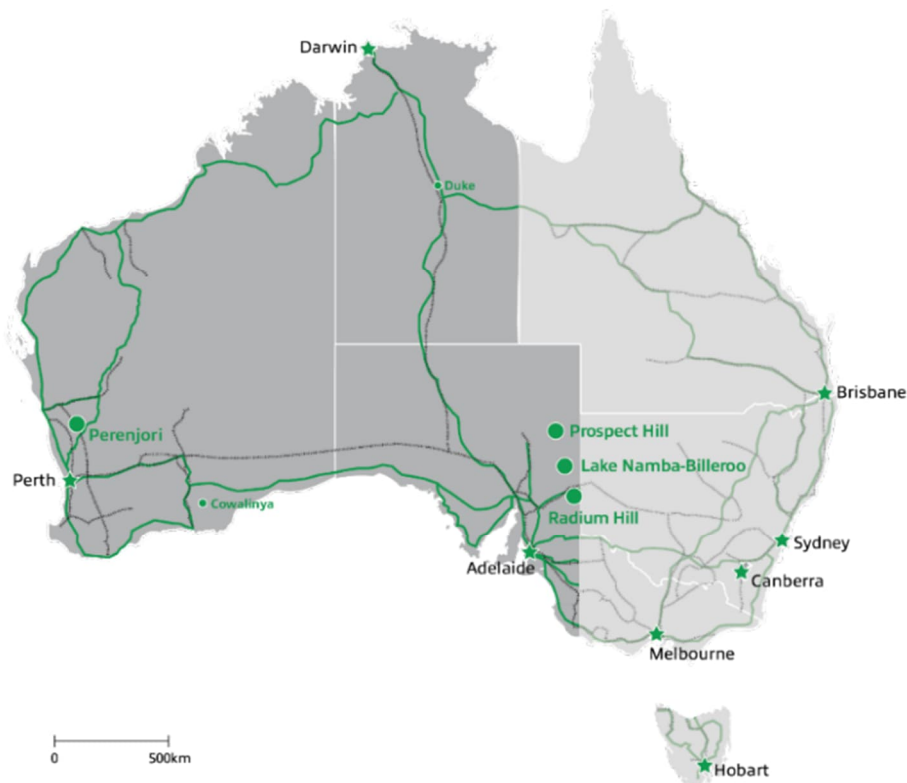 Darwin
Duke
Brisbane
Perenjori
Prospect Hill
Lake Namba-Billeroo
Perth
Cowalinya
Radium Hill
Sydney
Adelaide
Canberra
Melbourne
0 500km
Hobart